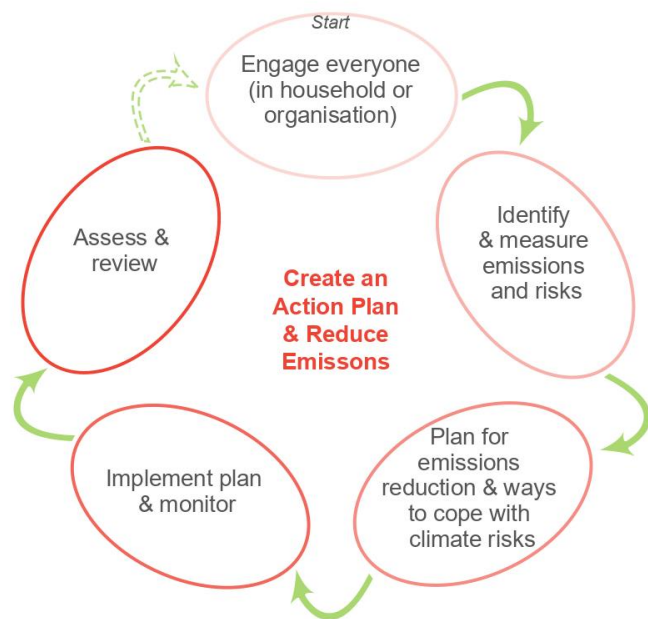 Start
Engage everyone
(in household or
organisation)
Identify
& measure
emissions
and risks
Plan for
emissions
reduction & ways
to cope with
climate risks
Implement plan
& monitor
Assess &
review
Create an
Action Plan
& Reduce
Emissons